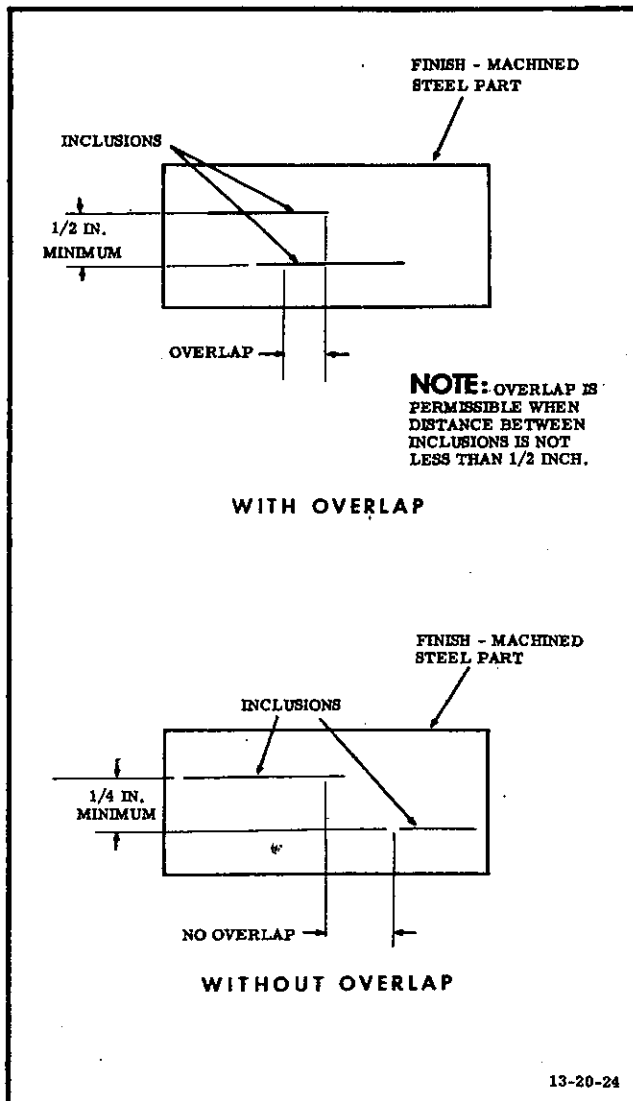 FINISH - MACHINED
STEEL PART
INCLUSIONS
1/2 IN.
MINIMUM
OVERLAP
NOTE: OVERLAP IS
PERMISSIBLE WHEN
DISTANCE BETWEEN
INCLUSIONS IS NOT
LESS THAN 1/2 INCH.
WITH OVERLAP
FINISH - MACHINED
STEEL PART
INCLUSIONS
1/4 IN.
MINIMUM
NO OVERLAP
WITHOUT OVERLAP
13-20-24